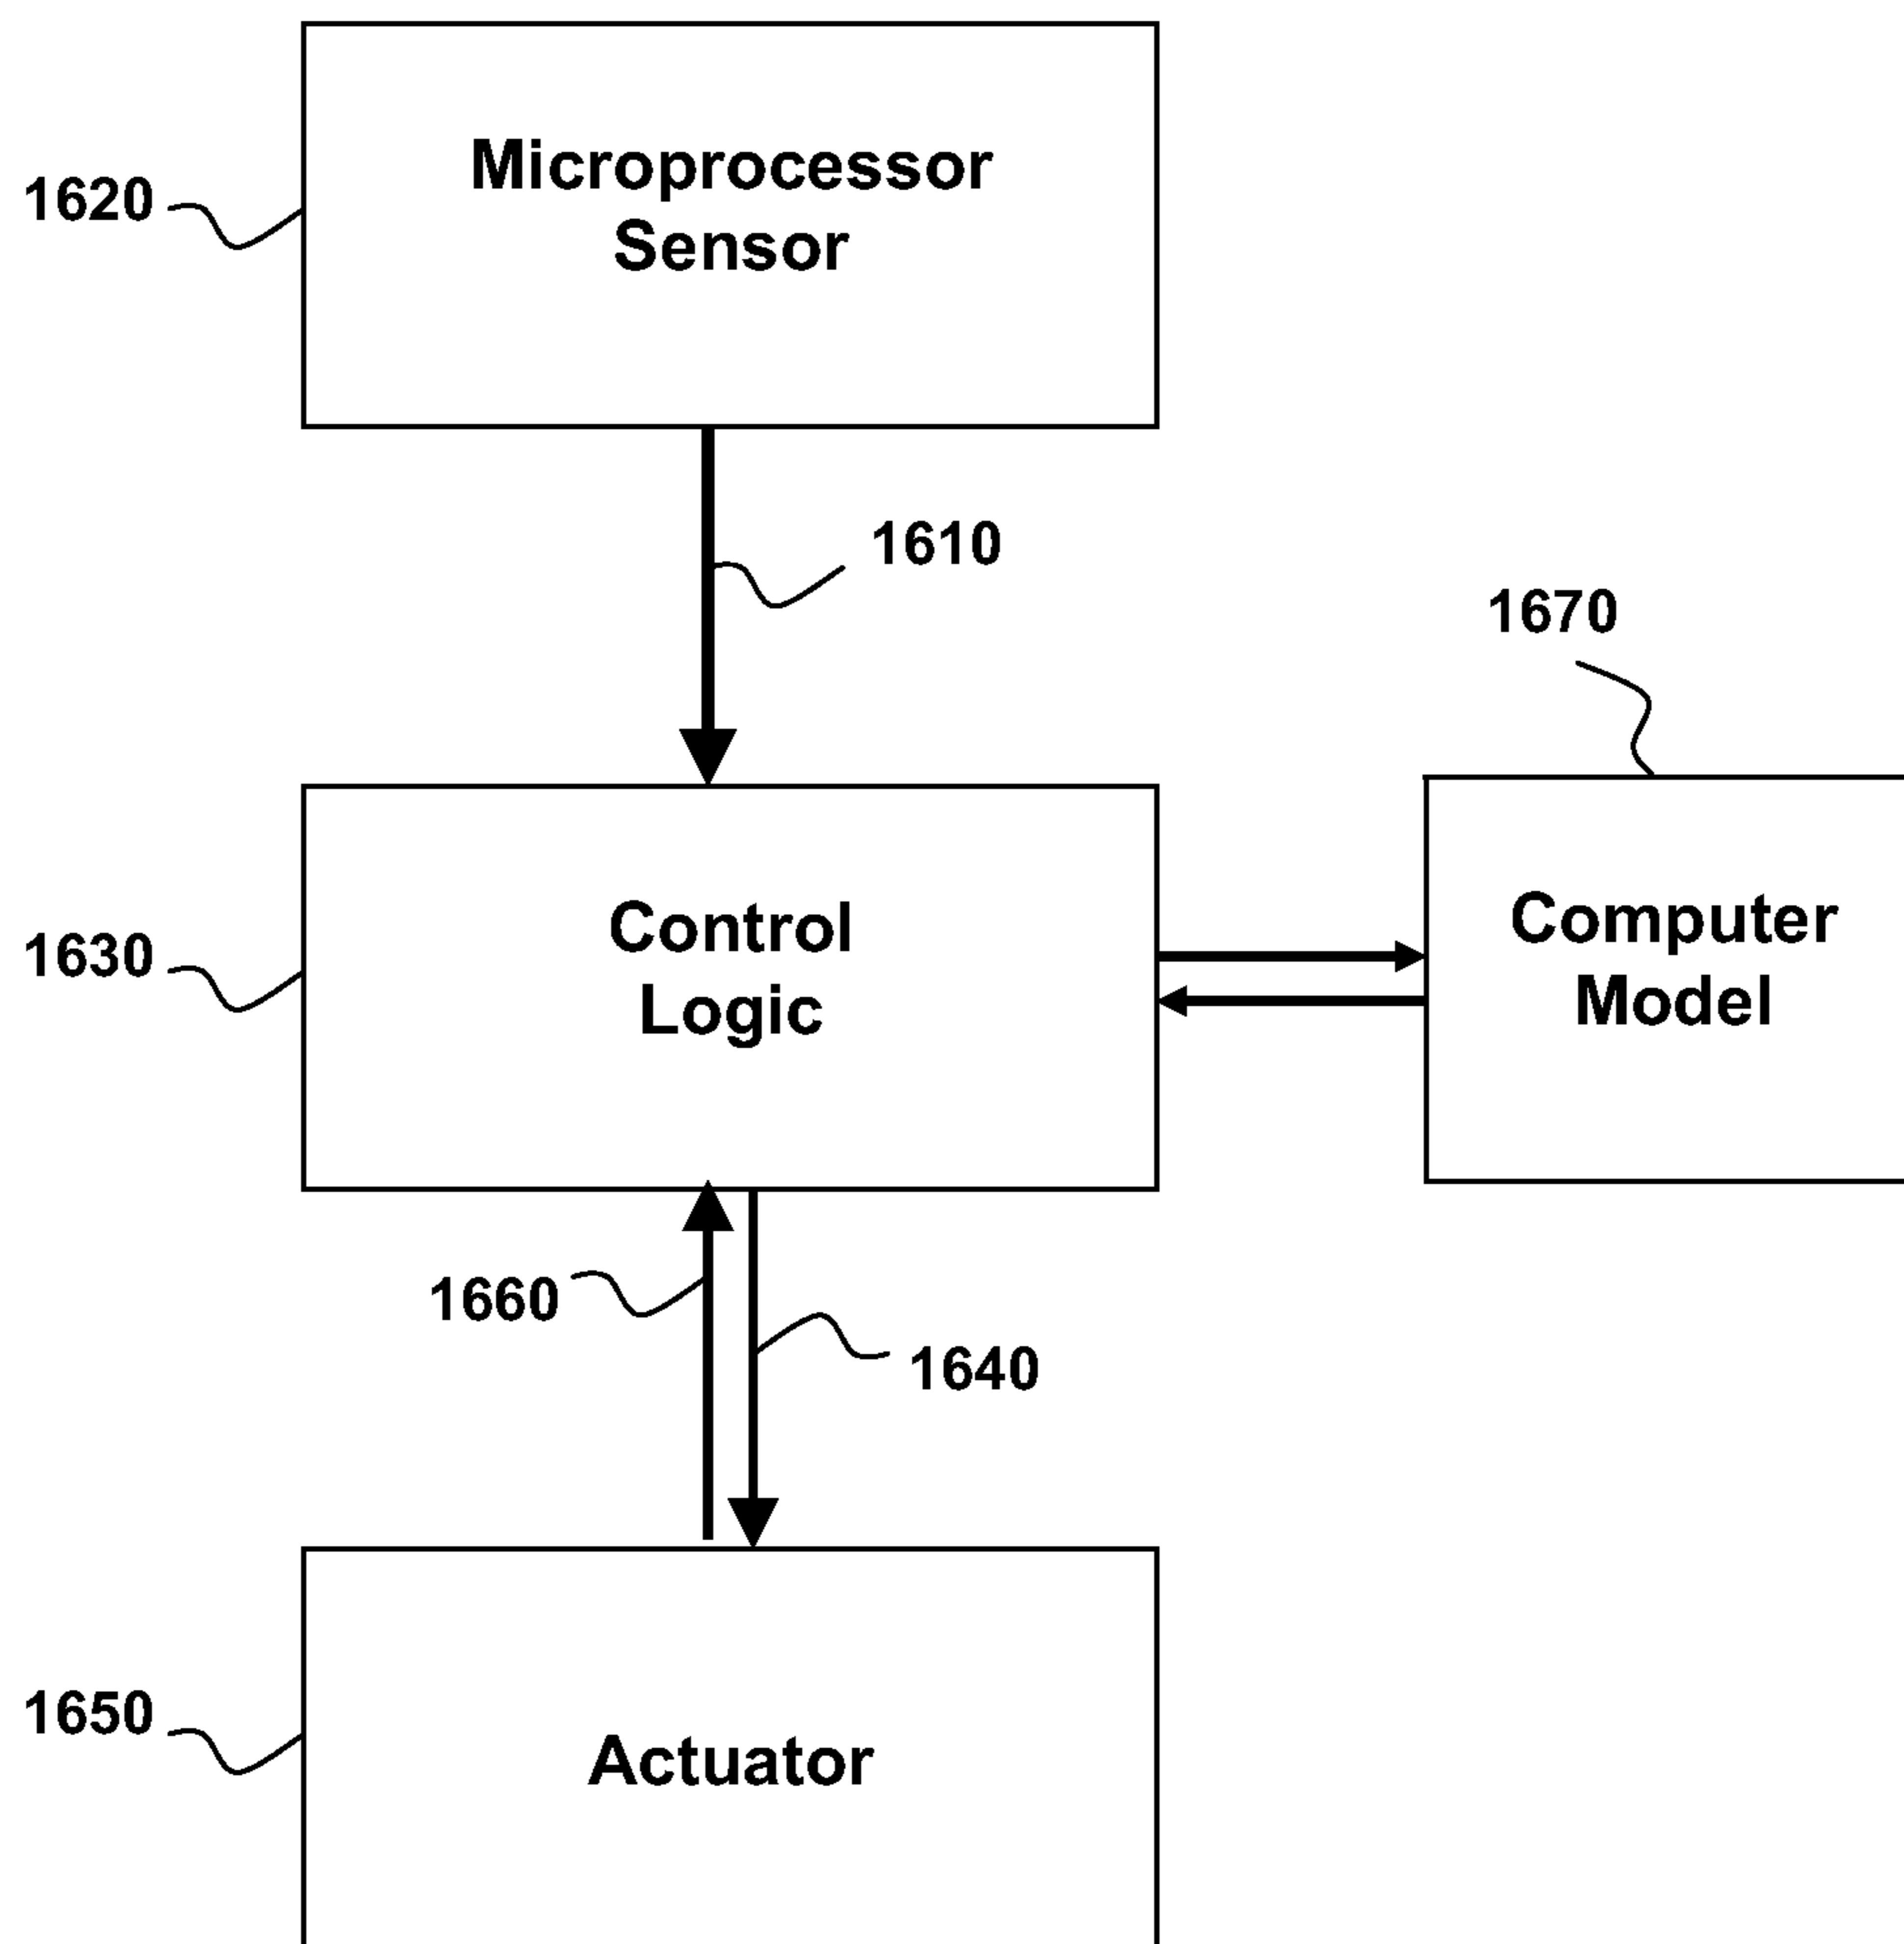 1620
Microprocessor
Sensor
1610
1670
1630
Control
Logic
Computer
Model
1660
1640
1650
Actuator